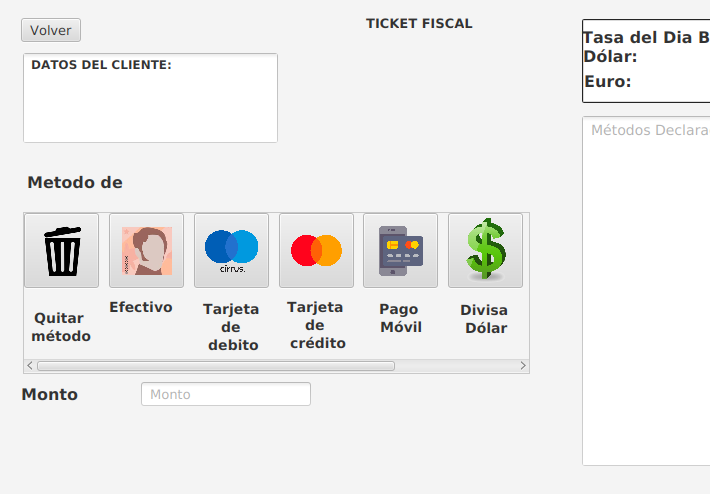 Volver
TICKET FISCAL
DATOS DEL CLIENTE:
Tasa del Dia B
Dólar:
Euro:
Métodos Declara
Metodo de
cirrus.
Quitar
método
Efectivo
Tarjeta
de
debito
Tarjeta
de
crédito
Pago
Móvil
Divisa
Dólar
Monto
Monto